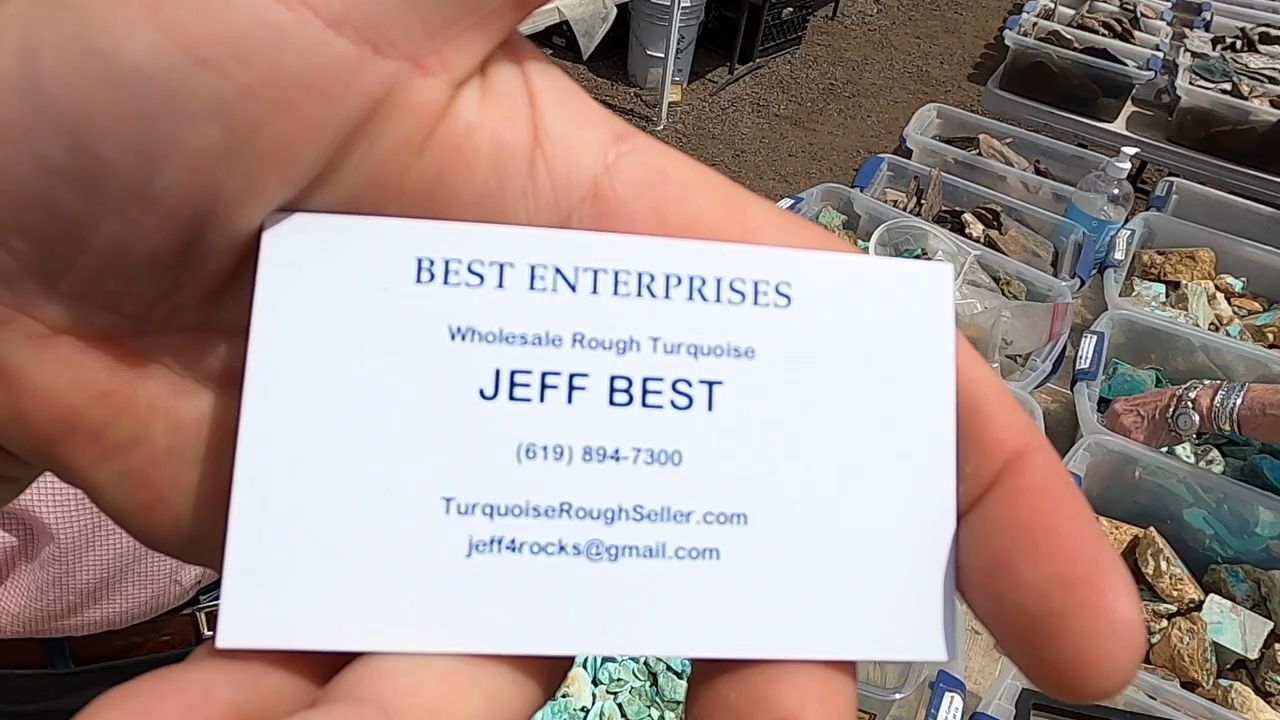 BEST ENTERPRISES
Wholesale Rough Turquoise
JEFF BEST
(619) 894-7300
TurquoiseRoughSeller.com
jeff4rocks@gmail.com